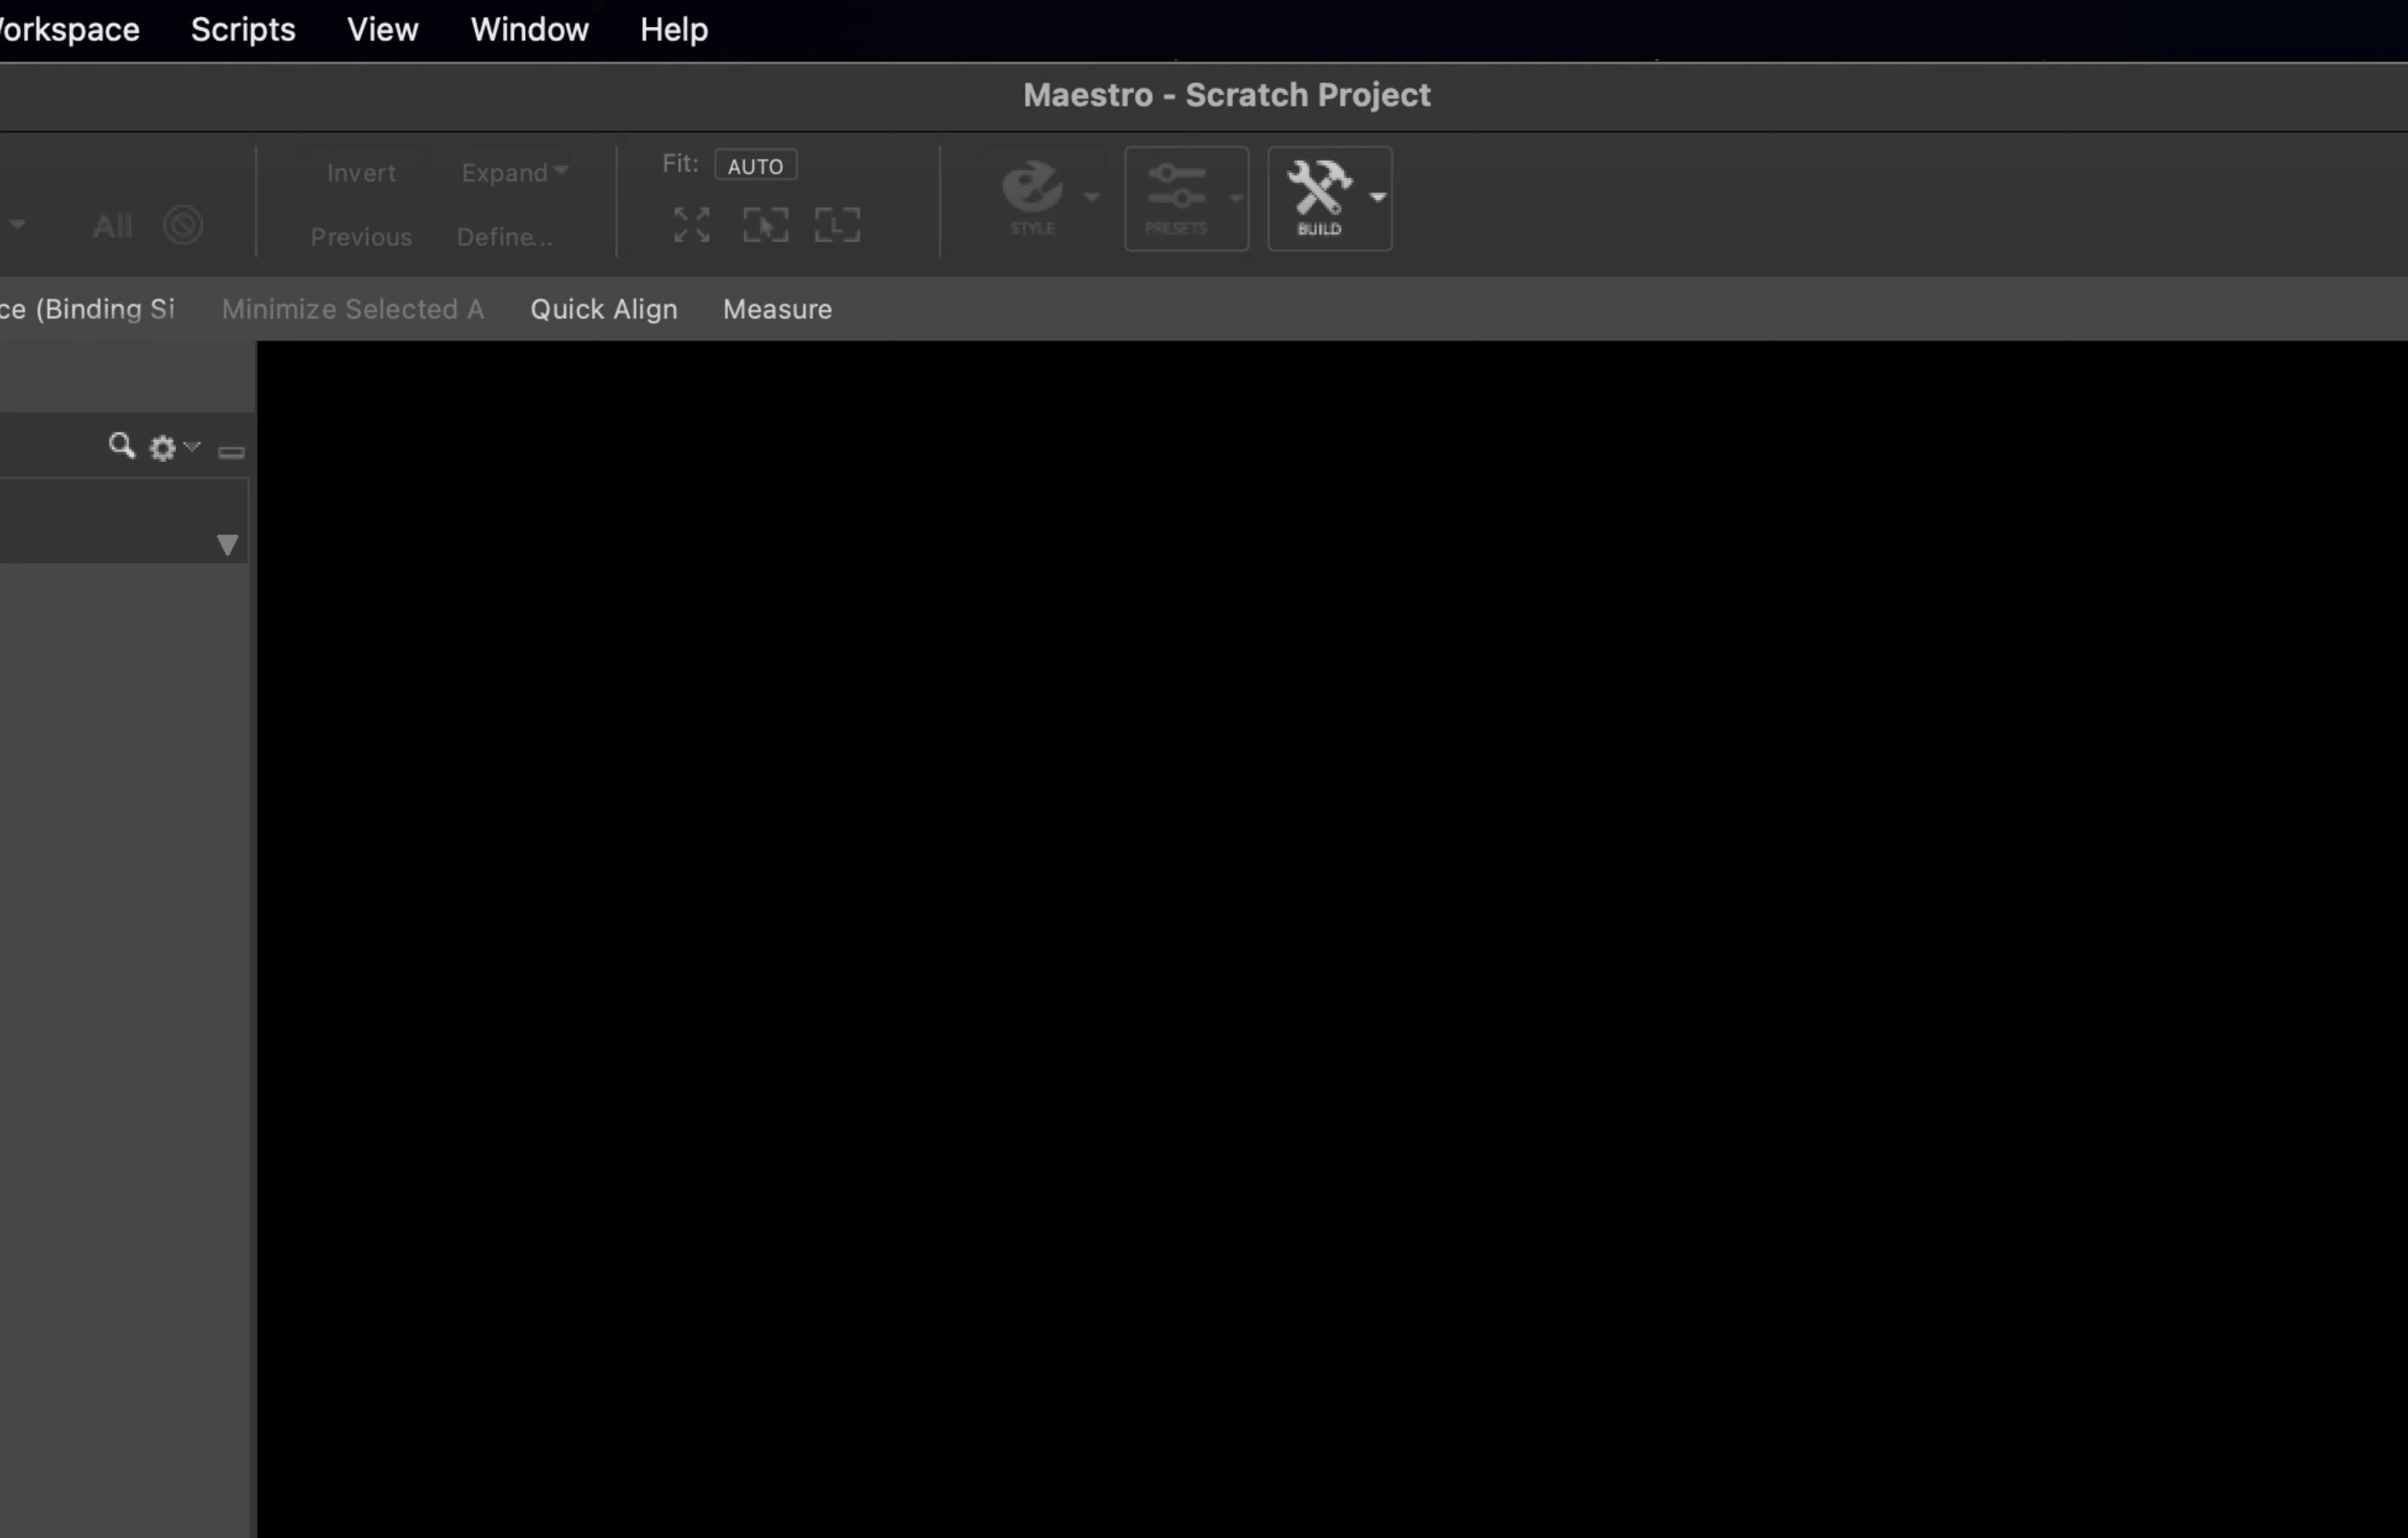 orkspace Scripts View Window Help
Maestro - Scratch Project
Invert Expand Fit: AUTO
All Previous Define... L STYLE PRESETS BUILD
ce (Binding Si Minimize Selected A Quick Align Measure